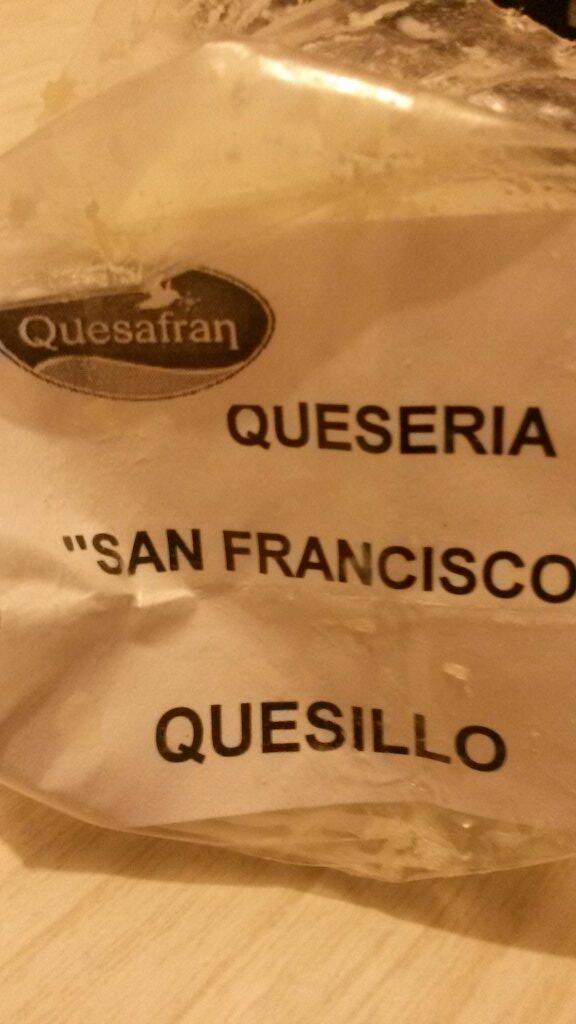 Quesafran
QUESERIA
"SAN FRANCISCO
QUESILLO